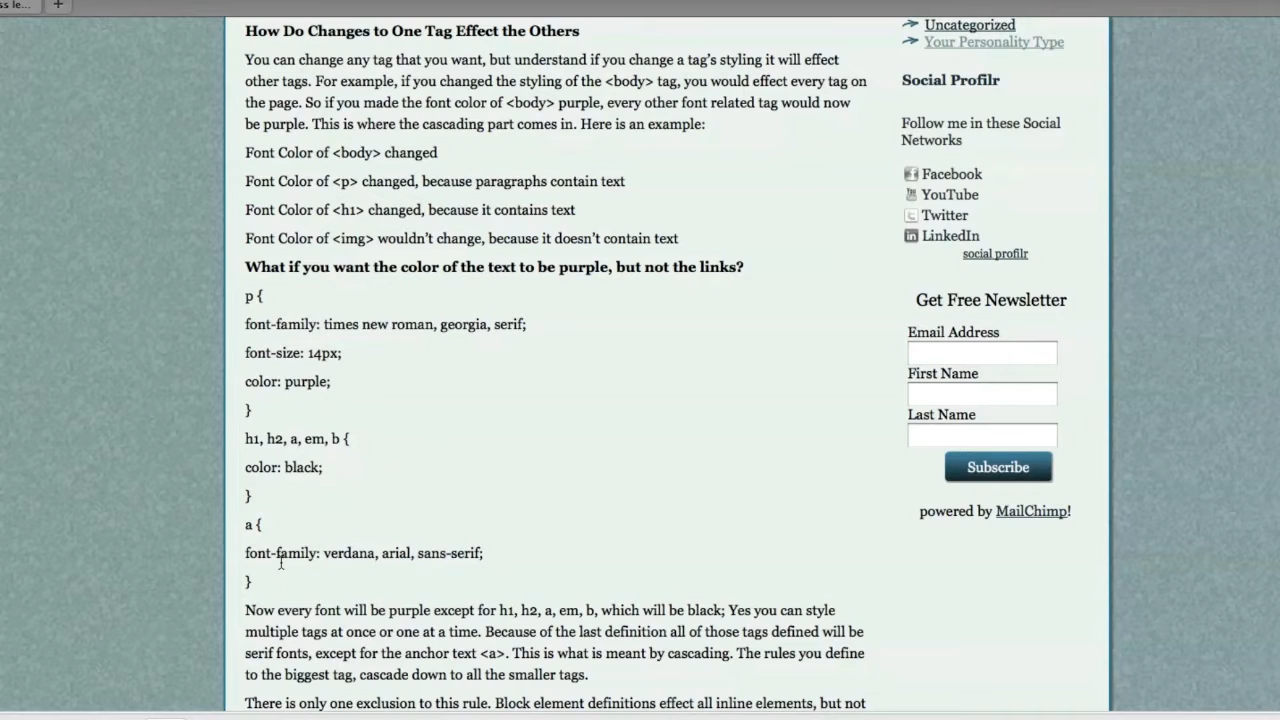 ss le...
How Do Changes to One Tag Effect the Others
You can change any tag that you want, but understand if you change a tag's styling it will effect
other tags. For example, if you changed the styling of the <body> tag, you would effect every tag on
the page. So if you made the font color of <body> purple, every other font related tag would now
be purple. This is where the cascading part comes in. Here is an example:
Font Color of <body> changed
Font Color of <p> changed, because paragraphs contain text
Font Color of <h1> changed, because it contains text
Font Color of <img> wouldn't change, because it doesn't contain text
What if you want the color of the text to be purple, but not the links?
p {
font-family: times new roman, georgia, serif;
font-size: 14px;
color: purple;
}
h1, h2, a, em, b {
color: black;
}
a {
font-family: verdana, arial, sans-serif;
}
Now every font will be purple except for h1, h2, a, em, b, which will be black; Yes you can style
multiple tags at once or one at a time. Because of the last definition all of those tags defined will be
serif fonts, except for the anchor text <a>. This is what is meant by cascading. The rules you define
to the biggest tag, cascade down to all the smaller tags.
There is only one exclusion to this rule. Block element definitions effect all inline elements, but not
Uncategorized
Your Personality Type
Social Profilr
Follow me in these Social
Networks
Facebook
YouTube
Twitter
LinkedIn
social profilr
Get Free Newsletter
Email Address
First Name
Last Name
Subscribe
powered by MailChimp!